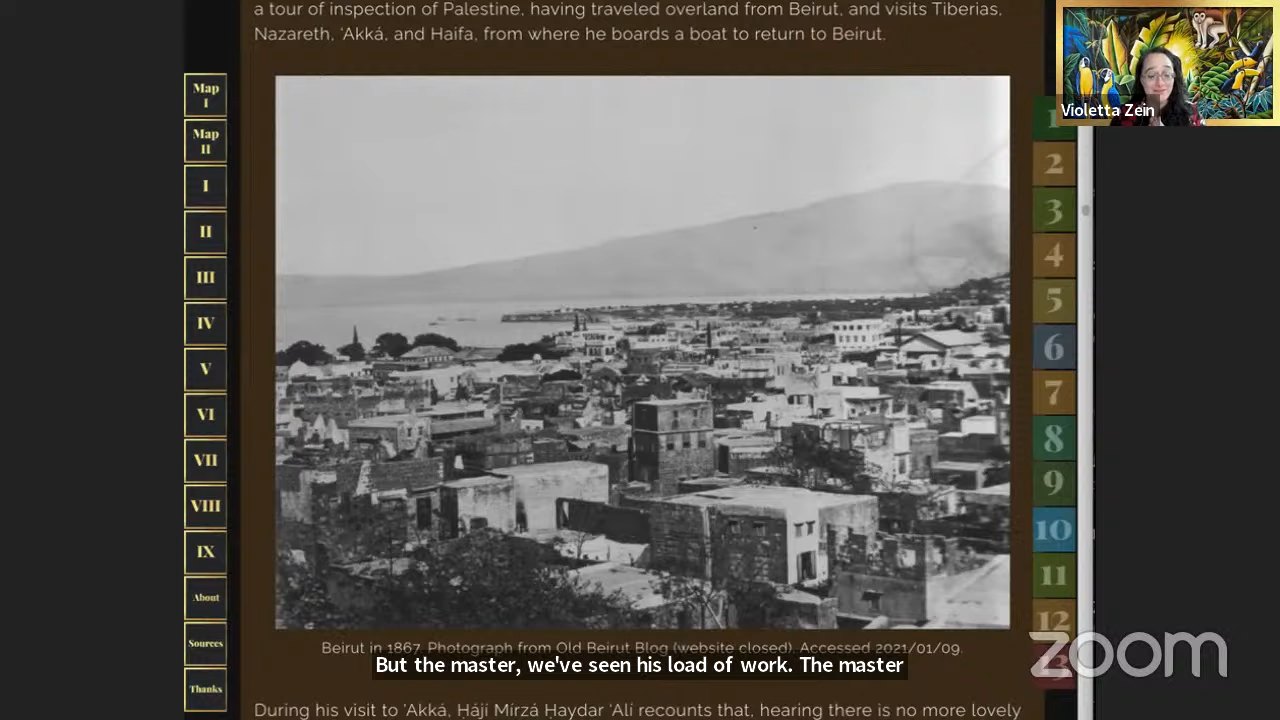 a tour of inspection of Palestine, having traveled overland from Beirut, and visits Tiberias,
Nazareth, ‘Akká, and Haifa, from where he boards a boat to return to Beirut.
Map
I
Map
II
I
II
III
IV
V
VI
VII
VIII
IX
About
Sources
Thanks
Violetta Zein
1
2
3
4
5
6
7
8
9
10
11
12
13
Beirut in 1867. Photograph from Old Beirut Blog (website closed). Accessed 2021/01/09.
But the master, we've seen his load of work. The master
zoom
During his visit to ‘Akká, Ḥájí Mírzá Ḥaydar ‘Alí recounts that, hearing there is no more lovely